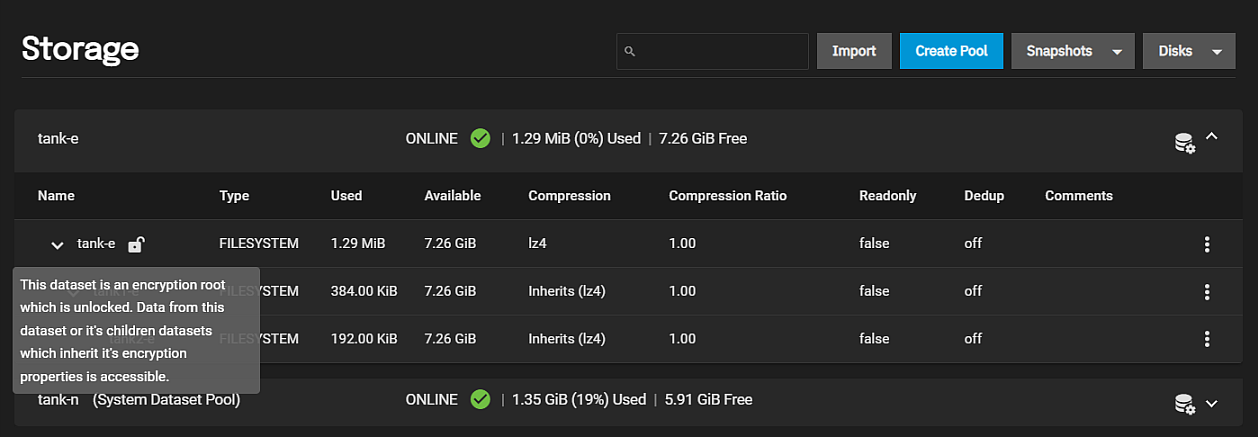 Storage
Import
Create Pool
Snapshots
Disks
tank-e ONLINE | 1.29 MiB (0%) Used | 7.26 GiB Free
Name Type Used Available Compression Compression Ratio Readonly Dedup Comments
tank-e FILESYSTEM 1.29 MiB 7.26 GiB lz4 1.00 false off
tank1-e FILESYSTEM 384.00 KiB 7.26 GiB Inherits (lz4) 1.00 false off
tank2-e FILESYSTEM 192.00 KiB 7.26 GiB Inherits (lz4) 1.00 false off
This dataset is an encryption root
which is unlocked. Data from this
dataset or it's children datasets
which inherit it's encryption
properties is accessible.
tank-n (System Dataset Pool) ONLINE | 1.35 GiB (19%) Used | 5.91 GiB Free